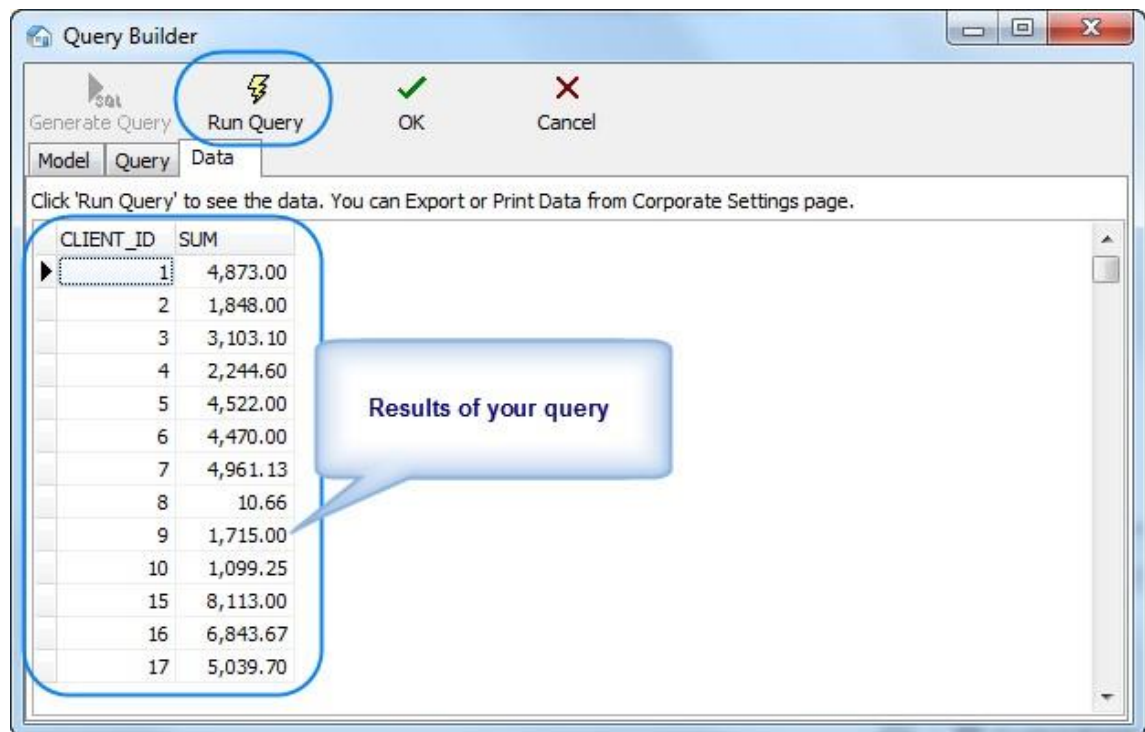 Query Builder
SQL
Generate Query Run Query OK Cancel
Model Query Data
Click 'Run Query' to see the data. You can Export or Print Data from Corporate Settings page.
CLIENT_ID SUM
1 4,873.00
2 1,848.00
3 3,103.10
4 2,244.60
5 4,522.00
6 4,470.00
7 4,961.13
8 10.66
9 1,715.00
10 1,099.25
15 8,113.00
16 6,843.67
17 5,039.70
Results of your query